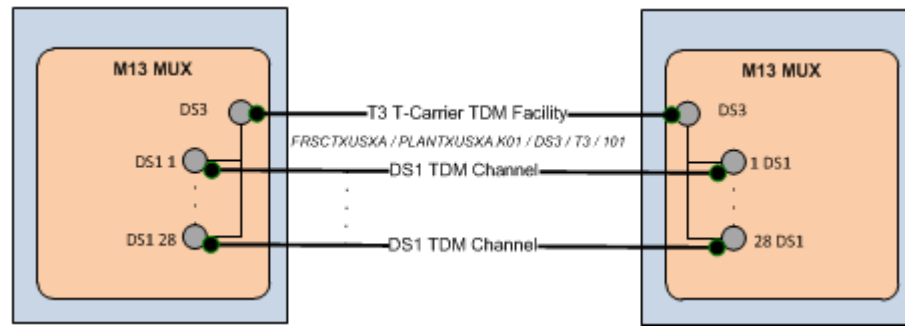 M13 MUX
M13 MUX
DS3
T3 T-Carrier TDM Facility
DS3
FRSCTXUSXA / PLANTXUSXA K01 / DS3 / T3 / 101
DS1 1
DS1 TDM Channel
1 DS1
DS1 28
DS1 TDM Channel
28 DS1